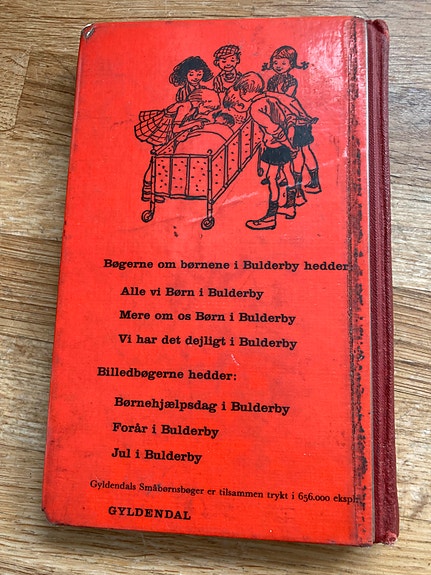 Bøgerne om børnene i Bulderby hedder:
Alle vi Børn i Bulderby
Mere om os Børn i Bulderby
Vi har det dejligt i Bulderby
Billedbøgerne hedder:
Børnehjælpsdag i Bulderby
Forår i Bulderby
Jul i Bulderby
Gyldendals Småbørnsbøger er tilsammen trykt i 656.000 ekspl.
GYLDENDAL